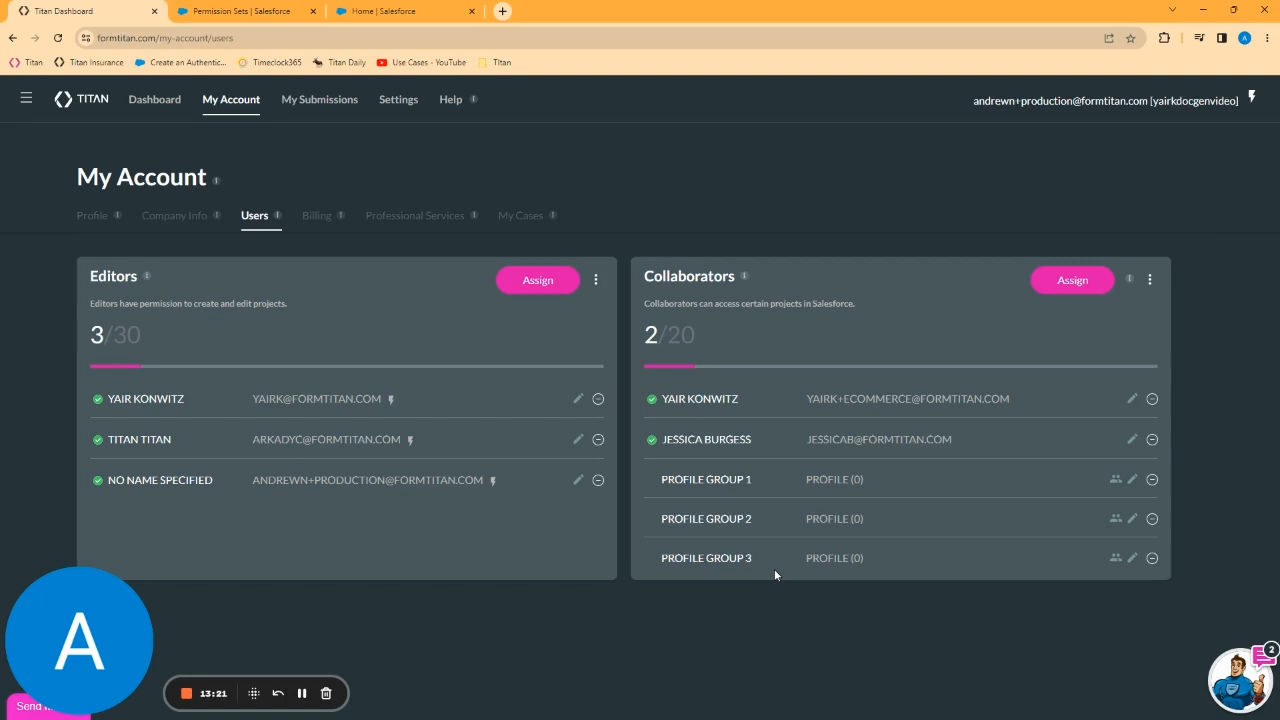 Titan Dashboard
Permission Sets | Salesforce
Home | Salesforce
formtitan.com/my-account/users
A
Titan
Titan Insurance
Create an Authentic...
Timeclock365
Titan Daily
Use Cases - YouTube
TItan
TITAN
Dashboard
My Account
My Submissions
Settings
Help
andrewn+production@formtitan.com [yairkdocgenvideo]
My Account
Profile
Company Info
Users
Billing
Professional Services
My Cases
Editors
Assign
Editors have permission to create and edit projects.
3/30
YAIR KONWITZ YAIRK@FORMTITAN.COM
TITAN TITAN ARKADYC@FORMTITAN.COM
NO NAME SPECIFIED ANDREWN+PRODUCTION@FORMTITAN.COM
Collaborators
Assign
Collaborators can access certain projects in Salesforce.
2/20
YAIR KONWITZ YAIRK+ECOMMERCE@FORMTITAN.COM
JESSICA BURGESS JESSICAB@FORMTITAN.COM
PROFILE GROUP 1 PROFILE (0)
PROFILE GROUP 2 PROFILE (0)
PROFILE GROUP 3 PROFILE (0)
A
Send
13:21
2